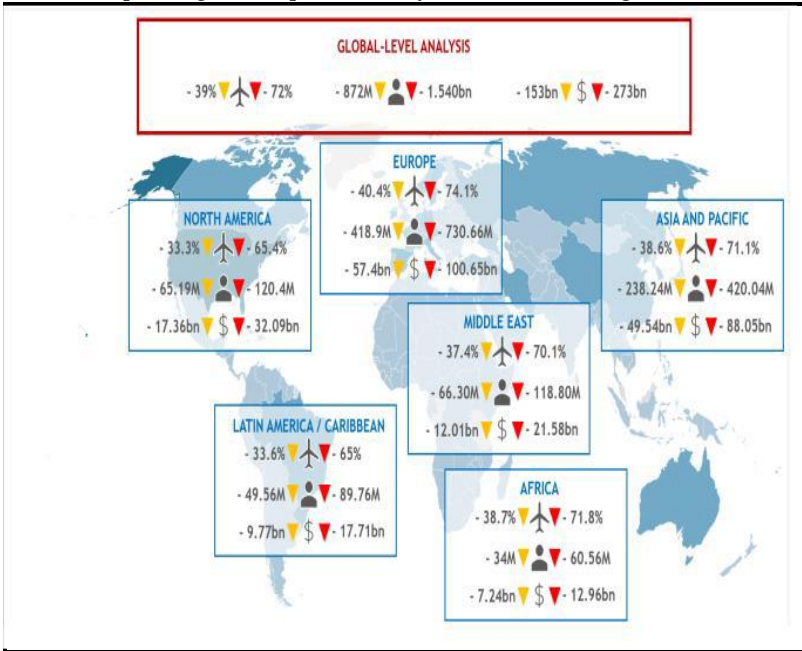 GLOBAL-LEVEL ANALYSIS
- 39% - 72% - 872M - 1.540bn - 153bn $ - 273bn
EUROPE
- 40.4% - 74.1%
- 418.9M - 730.66M
- 57.4bn $ - 100.65bn
NORTH AMERICA
- 33.3% - 65.4%
- 65.19M - 120.4M
- 17.36bn $ - 32.09bn
ASIA AND PACIFIC
- 38.6% - 71.1%
- 238.24M - 420.04M
- 49.54bn $ - 88.05bn
MIDDLE EAST
- 37.4% - 70.1%
- 66.30M - 118.80M
- 12.01bn $ - 21.58bn
LATIN AMERICA / CARIBBEAN
- 33.6% - 65%
- 49.56M - 89.76M
- 9.77bn $ - 17.71bn
AFRICA
- 38.7% - 71.8%
- 34M - 60.56M
- 7.24bn $ - 12.96bn